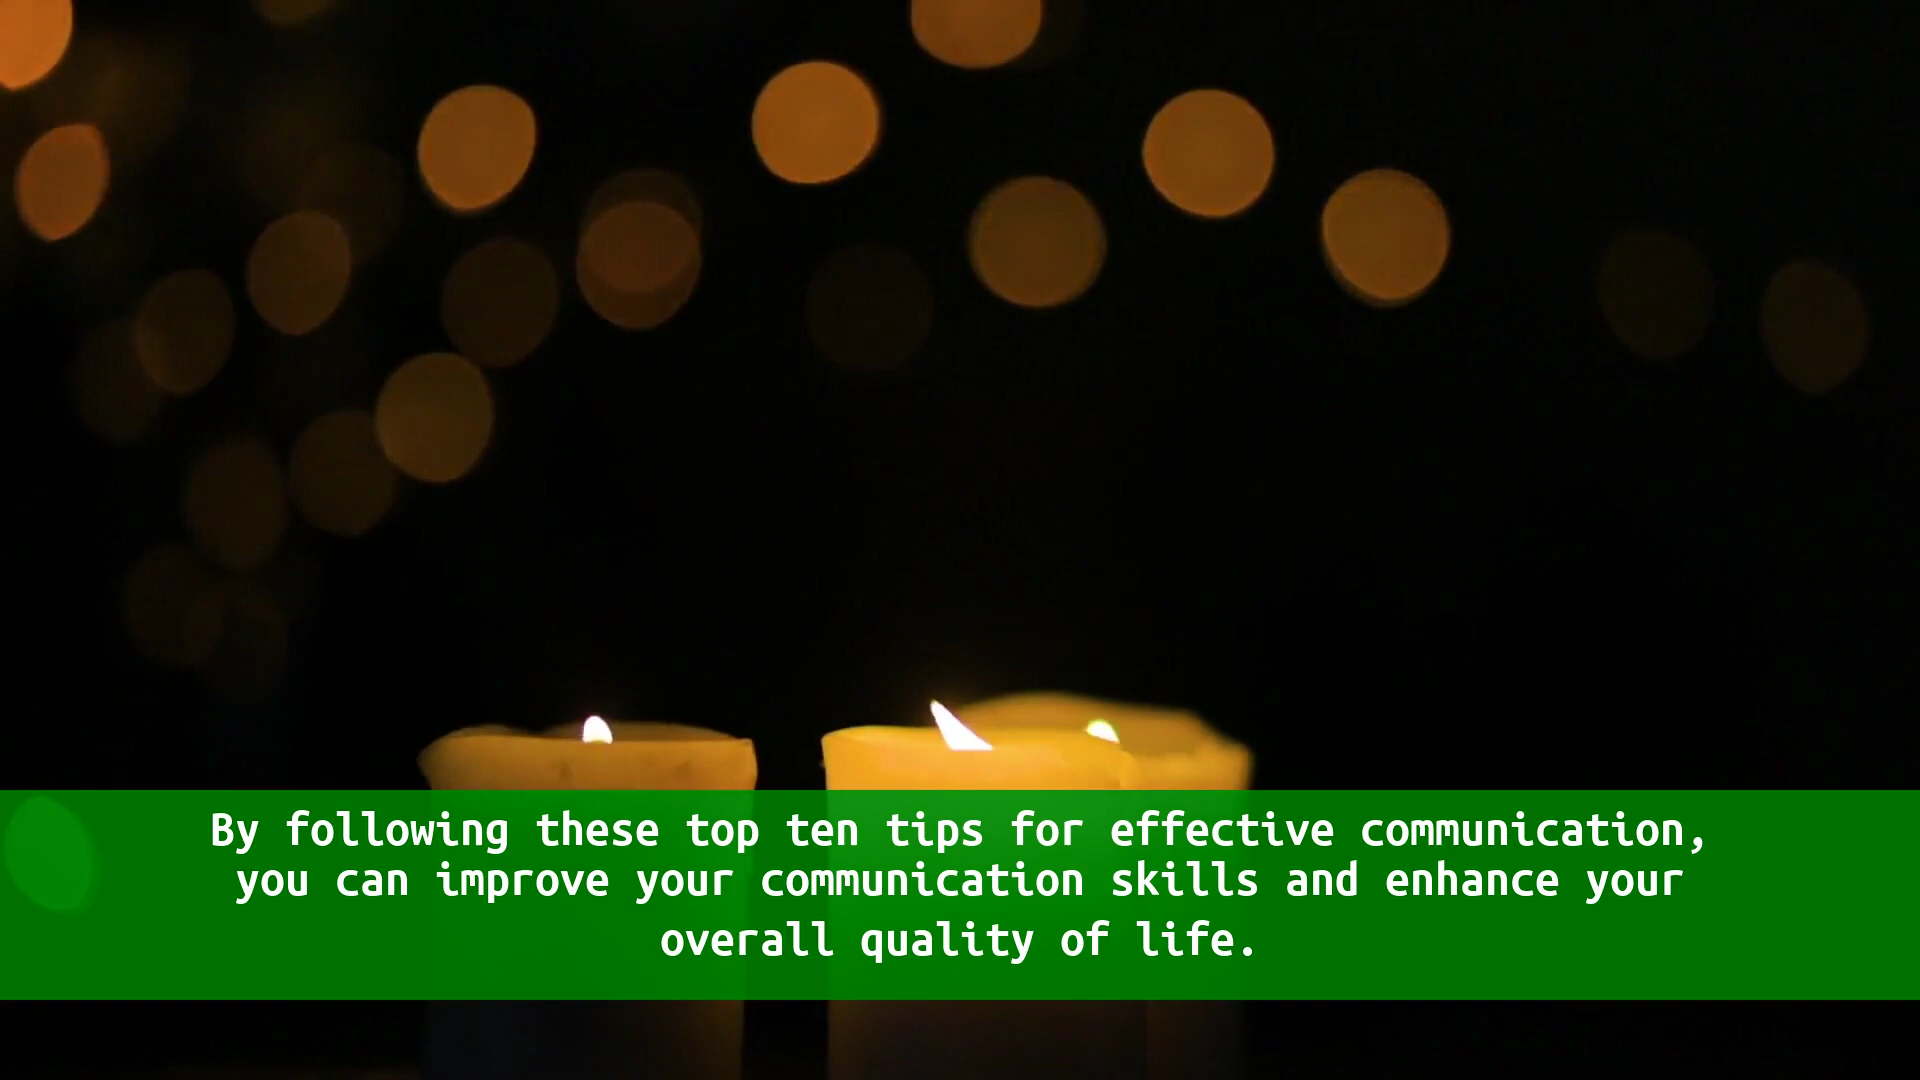 By following these top ten tips for effective communication,
you can improve your communication skills and enhance your
overall quality of life.